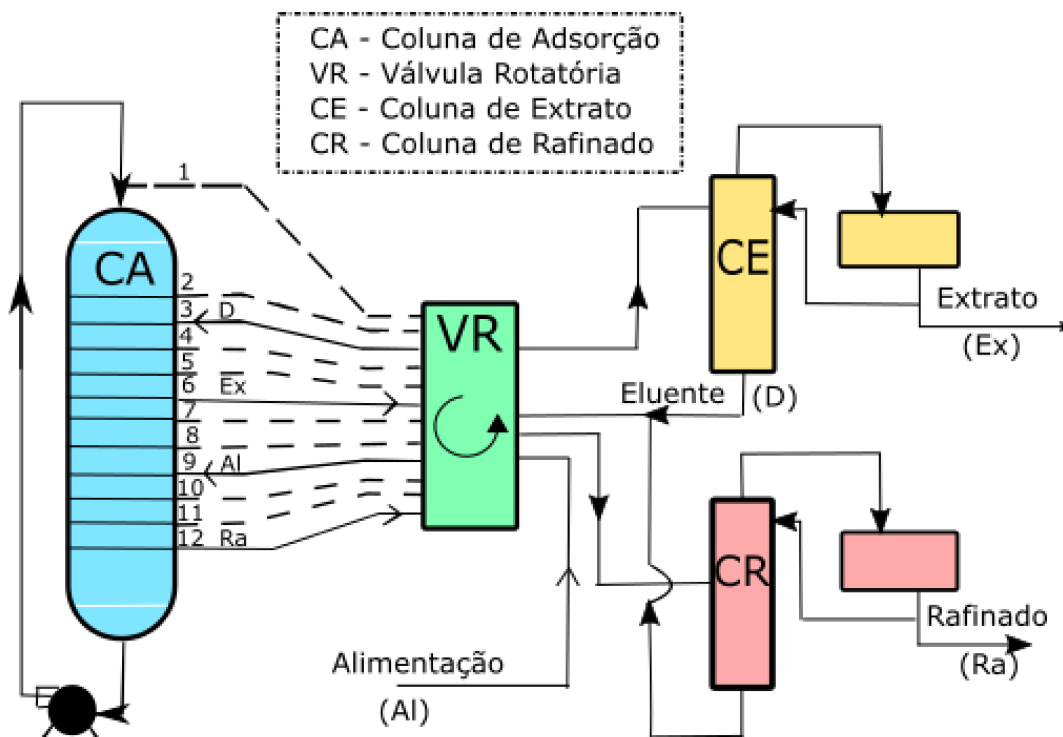 CA - Coluna de Adsorção
VR - Válvula Rotatória
CE - Coluna de Extrato
CR - Coluna de Rafinado
1
CA
2
3 D
4
5
6 Ex
7
8
9 Al
10
11
12 Ra
VR
CE
Extrato
(Ex)
Eluente
(D)
CR
Rafinado
(Ra)
Alimentação
(Al)